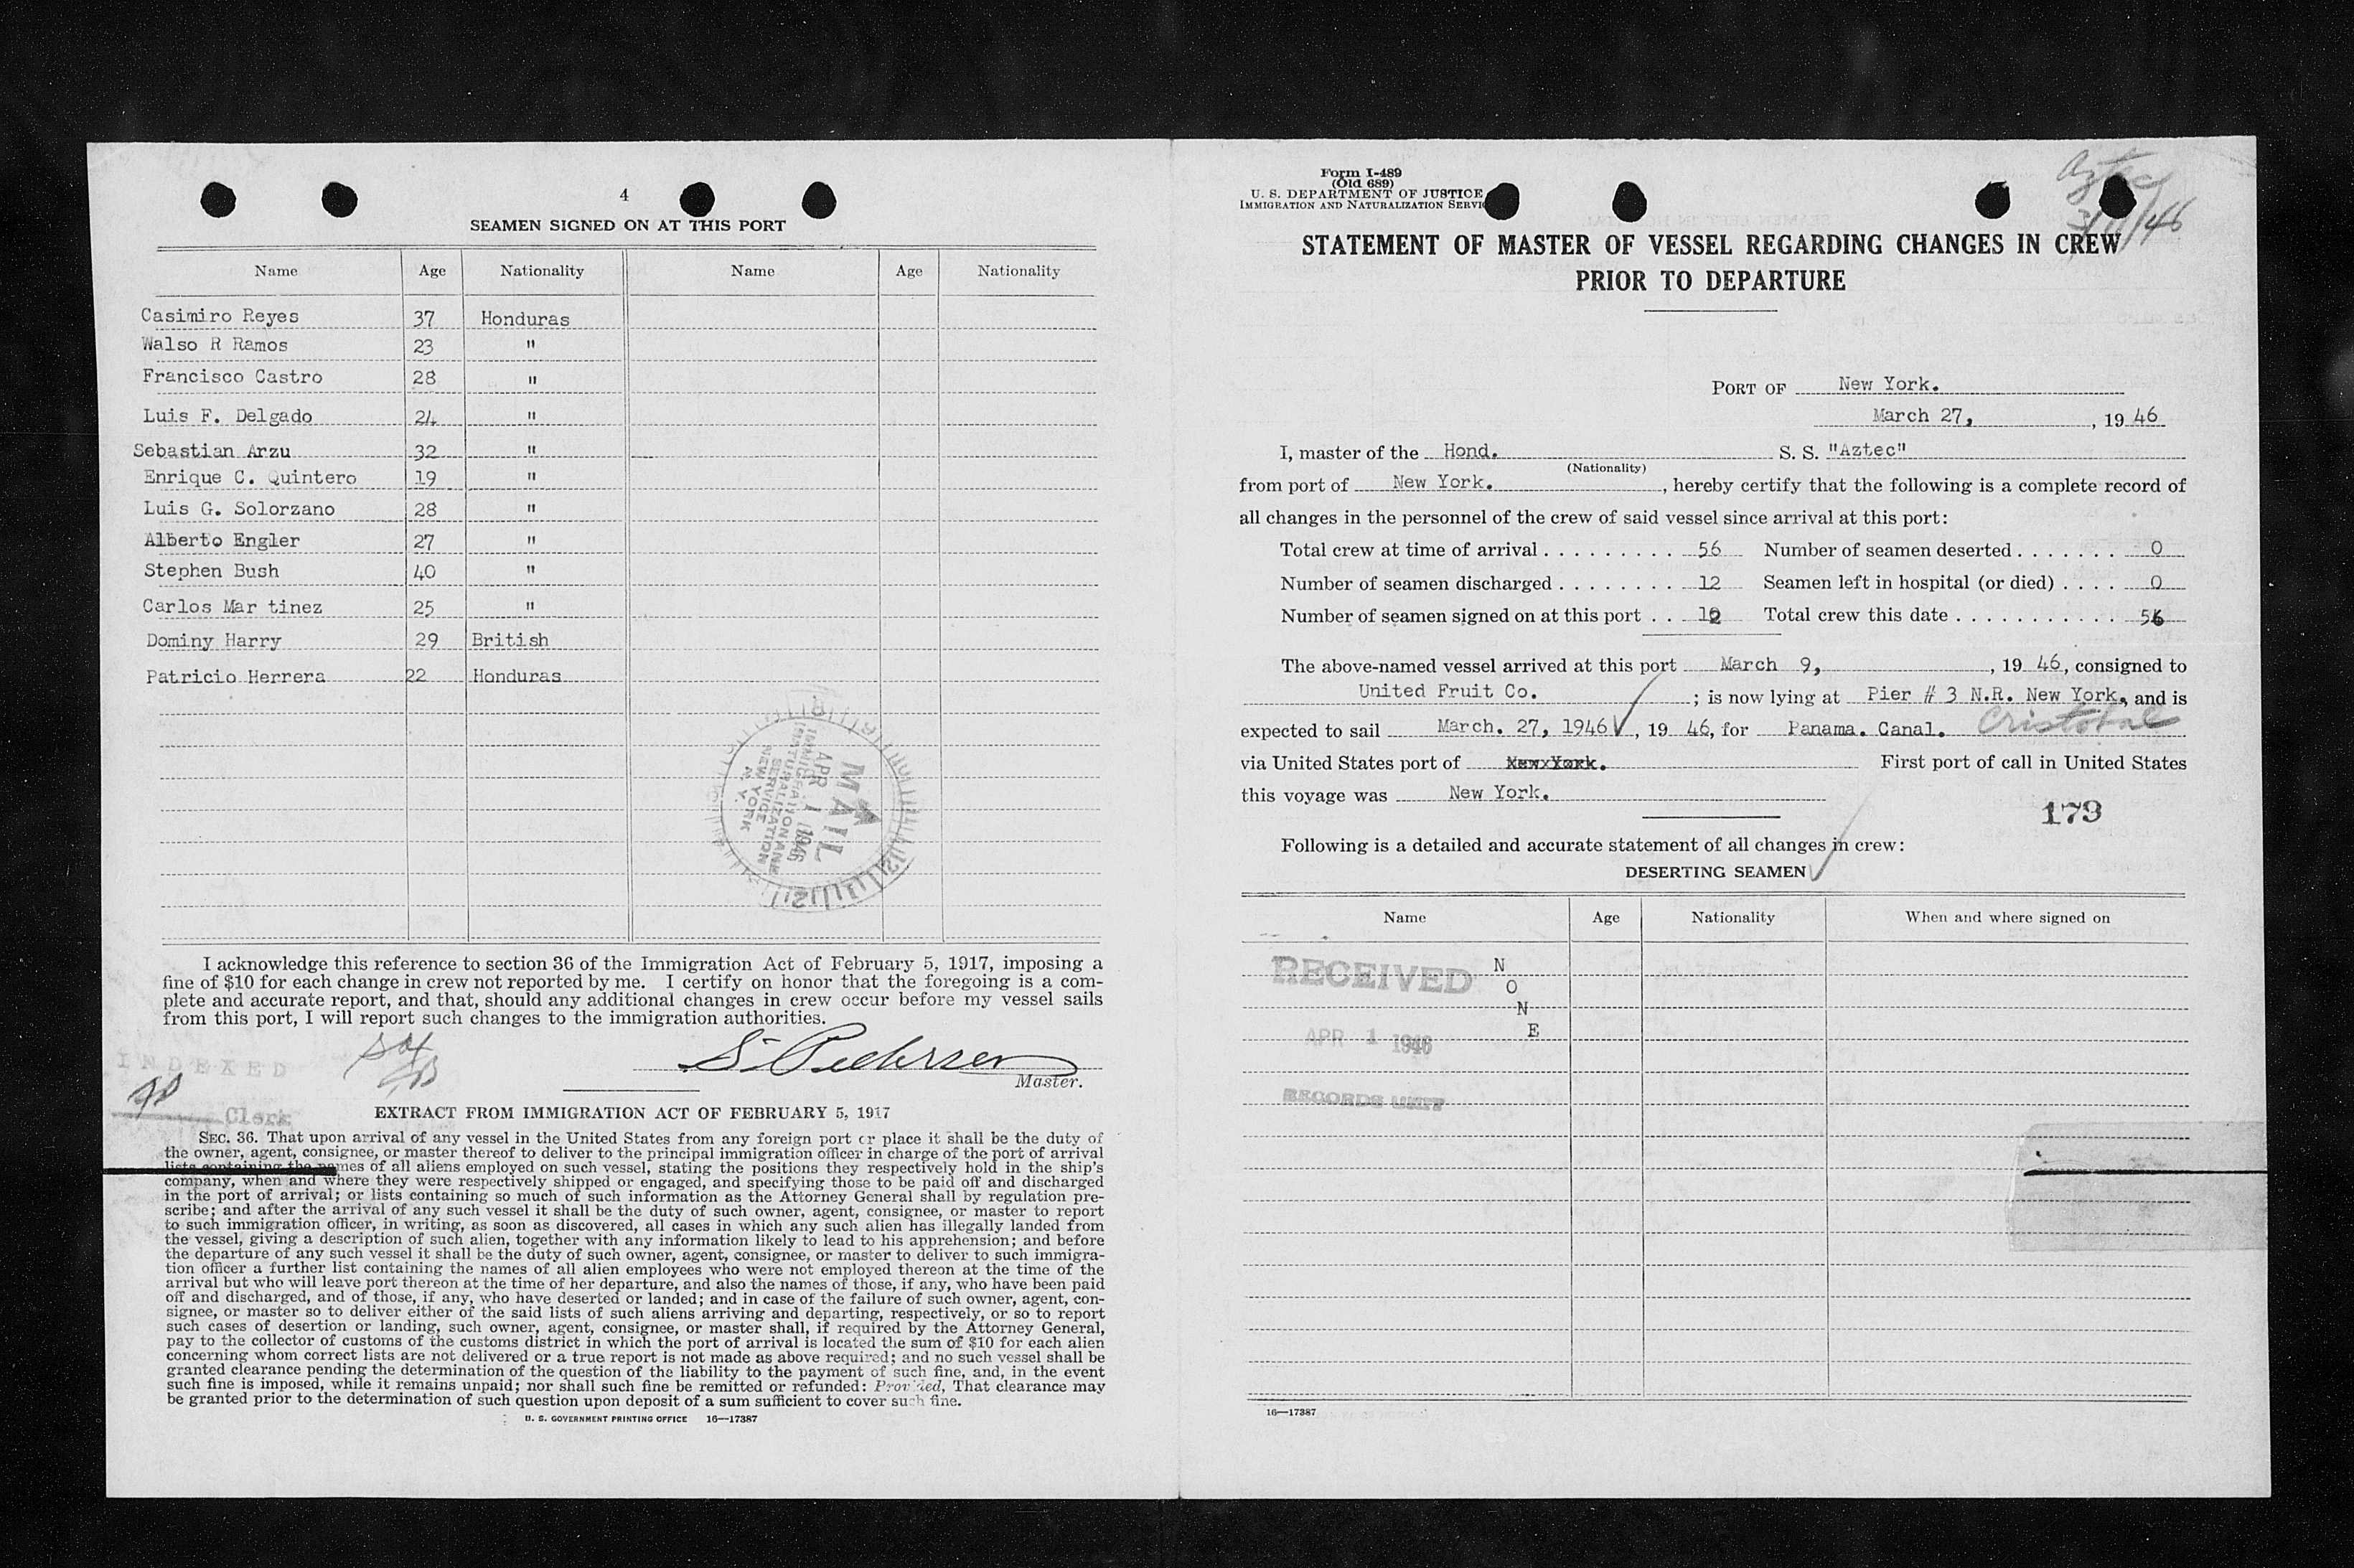 4
SEAMEN SIGNED ON AT THIS PORT
Name Age Nationality Name Age Nationality
Casimiro Reyes 37 Honduras
Walso R Ramos 23 "
Francisco Castro 28 "
Luis F. Delgado 24 "
Sebastian Arzu 32 "
Enrique C. Quintero 19 "
Luis G. Solorzano 28 "
Alberto Engler 27 "
Stephen Bush 40 "
Carlos Mar tinez 25 "
Dominy Harry 29 British
Patricio Herrera 22 Honduras
MAIL
APR 1 1946
IMMIGRATION AND
NATURALIZATION
SERVICE
NEW YORK
N. Y.
I acknowledge this reference to section 36 of the Immigration Act of February 5, 1917, imposing a
fine of $10 for each change in crew not reported by me. I certify on honor that the foregoing is a com-
plete and accurate report, and that, should any additional changes in crew occur before my vessel sails
from this port, I will report such changes to the immigration authorities.
S. Pedersen
Master.
INDEXED
Clerk
EXTRACT FROM IMMIGRATION ACT OF FEBRUARY 5, 1917
SEC. 36. That upon arrival of any vessel in the United States from any foreign port or place it shall be the duty of
the owner, agent, consignee, or master thereof to deliver to the principal immigration officer in charge of the port of arrival
lists containing the names of all aliens employed on such vessel, stating the positions they respectively hold in the ship's
company, when and where they were respectively shipped or engaged, and specifying those to be paid off and discharged
in the port of arrival; or lists containing so much of such information as the Attorney General shall by regulation pre-
scribe; and after the arrival of any such vessel it shall be the duty of such owner, agent, consignee, or master to report
to such immigration officer, in writing, as soon as discovered, all cases in which any such alien has illegally landed from
the vessel, giving a description of such alien, together with any information likely to lead to his apprehension; and before
the departure of any such vessel it shall be the duty of such owner, agent, consignee, or master to deliver to such immigra-
tion officer a further list containing the names of all alien employees who were not employed thereon at the time of the
arrival but who will leave port thereon at the time of her departure, and also the names of those, if any, who have been paid
off and discharged, and of those, if any, who have deserted or landed; and in case of the failure of such owner, agent, con-
signee, or master so to deliver either of the said lists of such aliens arriving and departing, respectively, or so to report
such cases of desertion or landing, such owner, agent, consignee, or master shall, if required by the Attorney General,
pay to the collector of customs of the customs district in which the port of arrival is located the sum of $10 for each alien
concerning whom correct lists are not delivered or a true report is not made as above required; and no such vessel shall be
granted clearance pending the determination of the question of the liability to the payment of such fine, and, in the event
such fine is imposed, while it remains unpaid; nor shall such fine be remitted or refunded: Provided, That clearance may
be granted prior to the determination of such question upon deposit of a sum sufficient to cover such fine.
U. S. GOVERNMENT PRINTING OFFICE 16—17387
Form I-489
(Old 689)
U. S. DEPARTMENT OF JUSTICE
IMMIGRATION AND NATURALIZATION SERVI
Aztec
STATEMENT OF MASTER OF VESSEL REGARDING CHANGES IN CREW
PRIOR TO DEPARTURE
PORT OF New York.
March 27, , 19 46
I, master of the Hond. S. S. "Aztec"
(Nationality)
from port of New York. , hereby certify that the following is a complete record of
all changes in the personnel of the crew of said vessel since arrival at this port:
Total crew at time of arrival . . . . . . . . . 56 Number of seamen deserted . . . . . . . 0
Number of seamen discharged . . . . . . . . 12 Seamen left in hospital (or died) . . . . 0
Number of seamen signed on at this port . . 12 Total crew this date . . . . . . . . . . . 56
The above-named vessel arrived at this port March 9, , 19 46, consigned to
United Fruit Co. ; is now lying at Pier # 3 N.R. New York, and is
expected to sail March. 27, 1946 , 19 46, for Panama. Canal. Cristobal
via United States port of New York. First port of call in United States
this voyage was New York.
179
Following is a detailed and accurate statement of all changes in crew:
DESERTING SEAMEN
Name Age Nationality When and where signed on
RECEIVED
N
O
N
E
APR 1 1946
RECORDS UNIT
16—17387